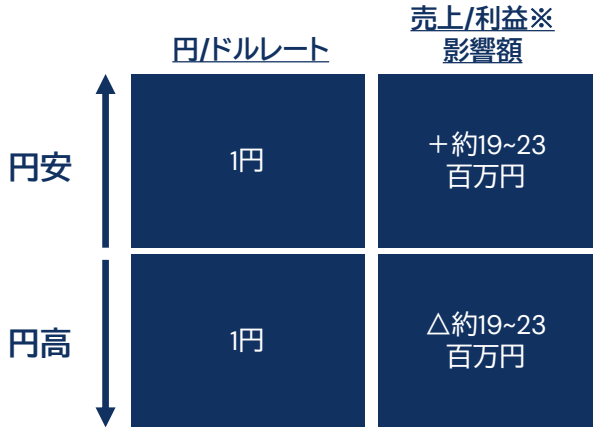 円/ドルレート
売上/利益※
影響額
円安
1円
＋約19~23
百万円
円高
1円
△約19~23
百万円